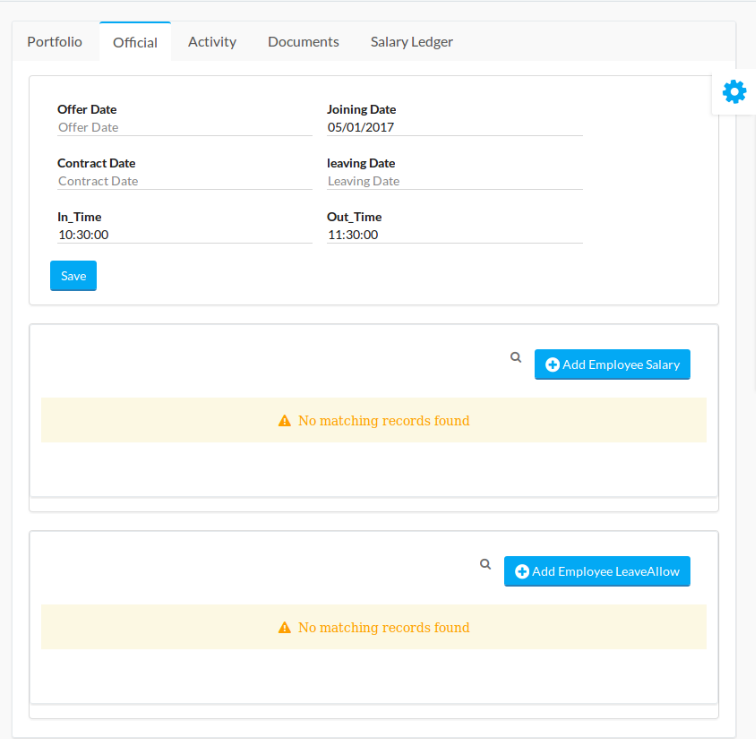 Portfolio Official Activity Documents Salary Ledger
Offer Date Joining Date
Offer Date 05/01/2017
Contract Date leaving Date
Contract Date Leaving Date
In_Time Out_Time
10:30:00 11:30:00
Save
Add Employee Salary
No matching records found
Add Employee LeaveAllow
No matching records found